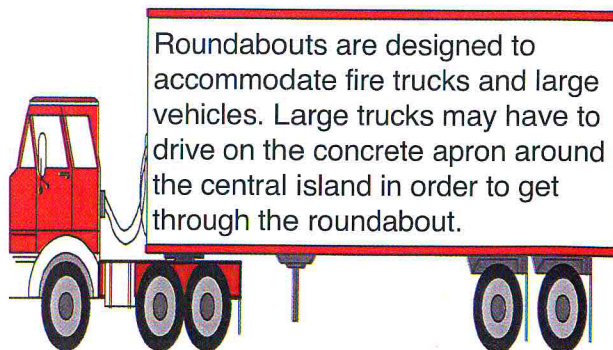 Roundabouts are designed to
accommodate fire trucks and large
vehicles. Large trucks may have to
drive on the concrete apron around
the central island in order to get
through the roundabout.